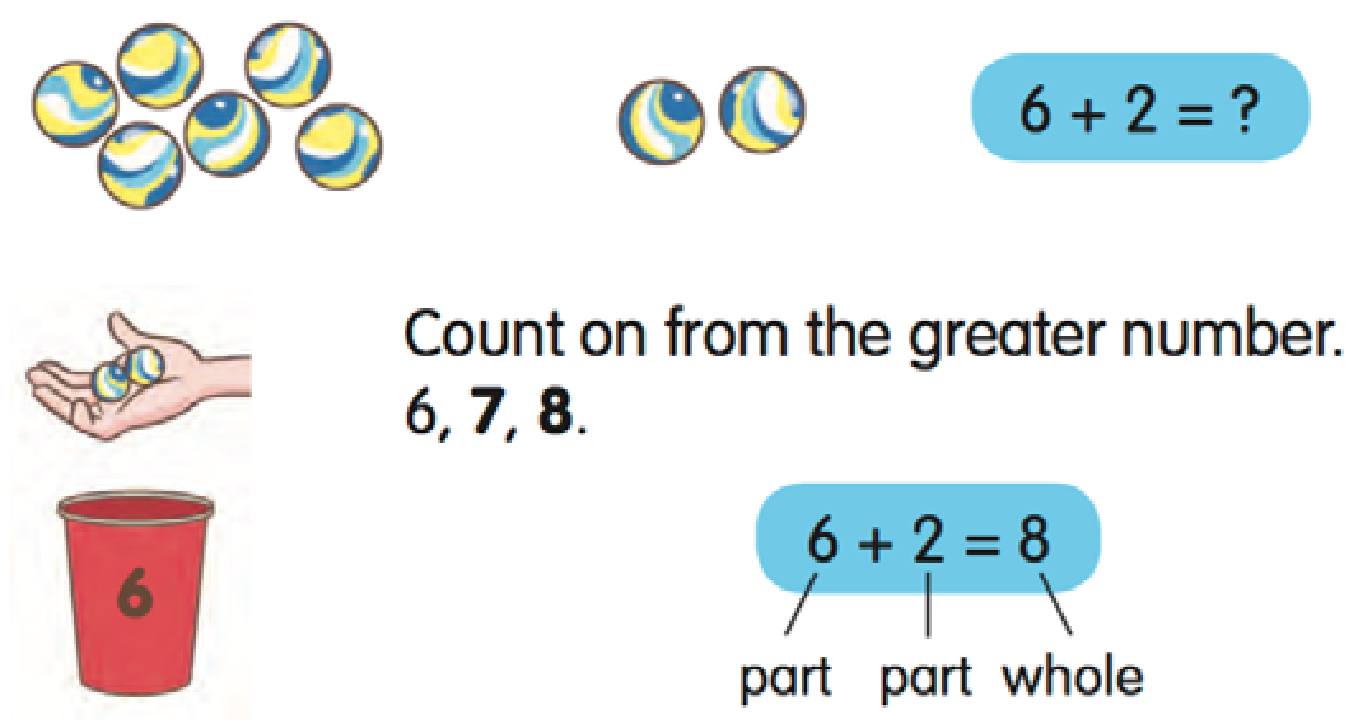 6 + 2 = ?
Count on from the greater number.
6, 7, 8.
6
6 + 2 = 8
part part whole